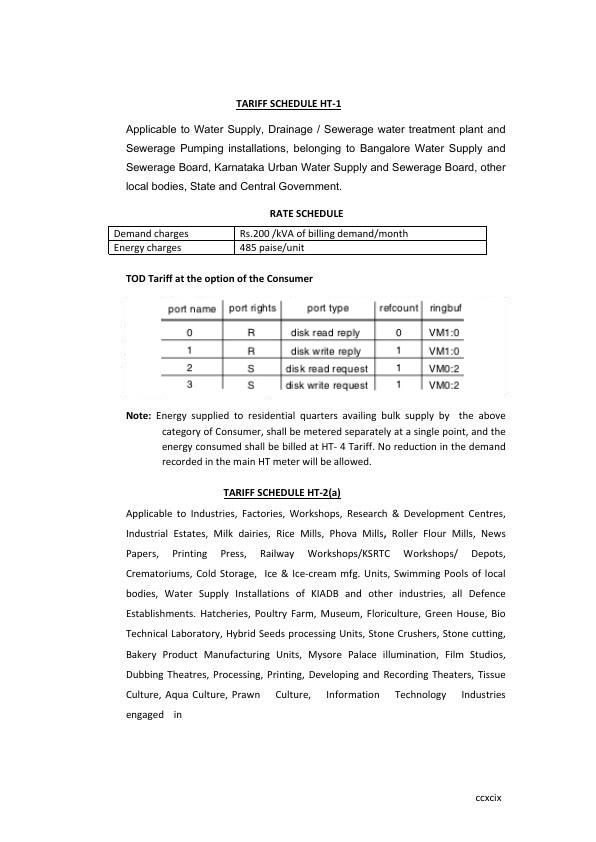 TARIFF SCHEDULE HT-1
Applicable to Water Supply, Drainage / Sewerage water treatment plant and
Sewerage Pumping installations, belonging to Bangalore Water Supply and
Sewerage Board, Karnataka Urban Water Supply and Sewerage Board, other
local bodies, State and Central Government.
RATE SCHEDULE
Demand charges Rs.200 /kVA of billing demand/month
Energy charges 485 paise/unit
TOD Tariff at the option of the Consumer
port name port rights port type refcount ringbuf
0 R disk read reply 0 VM1:0
1 R disk write reply 1 VM1:0
2 S disk read request 1 VM0:2
3 S disk write request 1 VM0:2
Note: Energy supplied to residential quarters availing bulk supply by the above
category of Consumer, shall be metered separately at a single point, and the
energy consumed shall be billed at HT- 4 Tariff. No reduction in the demand
recorded in the main HT meter will be allowed.
TARIFF SCHEDULE HT-2(a)
Applicable to Industries, Factories, Workshops, Research & Development Centres,
Industrial Estates, Milk dairies, Rice Mills, Phova Mills, Roller Flour Mills, News
Papers, Printing Press, Railway Workshops/KSRTC Workshops/ Depots,
Crematoriums, Cold Storage, Ice & Ice-cream mfg. Units, Swimming Pools of local
bodies, Water Supply Installations of KIADB and other industries, all Defence
Establishments. Hatcheries, Poultry Farm, Museum, Floriculture, Green House, Bio
Technical Laboratory, Hybrid Seeds processing Units, Stone Crushers, Stone cutting,
Bakery Product Manufacturing Units, Mysore Palace illumination, Film Studios,
Dubbing Theatres, Processing, Printing, Developing and Recording Theaters, Tissue
Culture, Aqua Culture, Prawn Culture, Information Technology Industries
engaged in
ccxcix